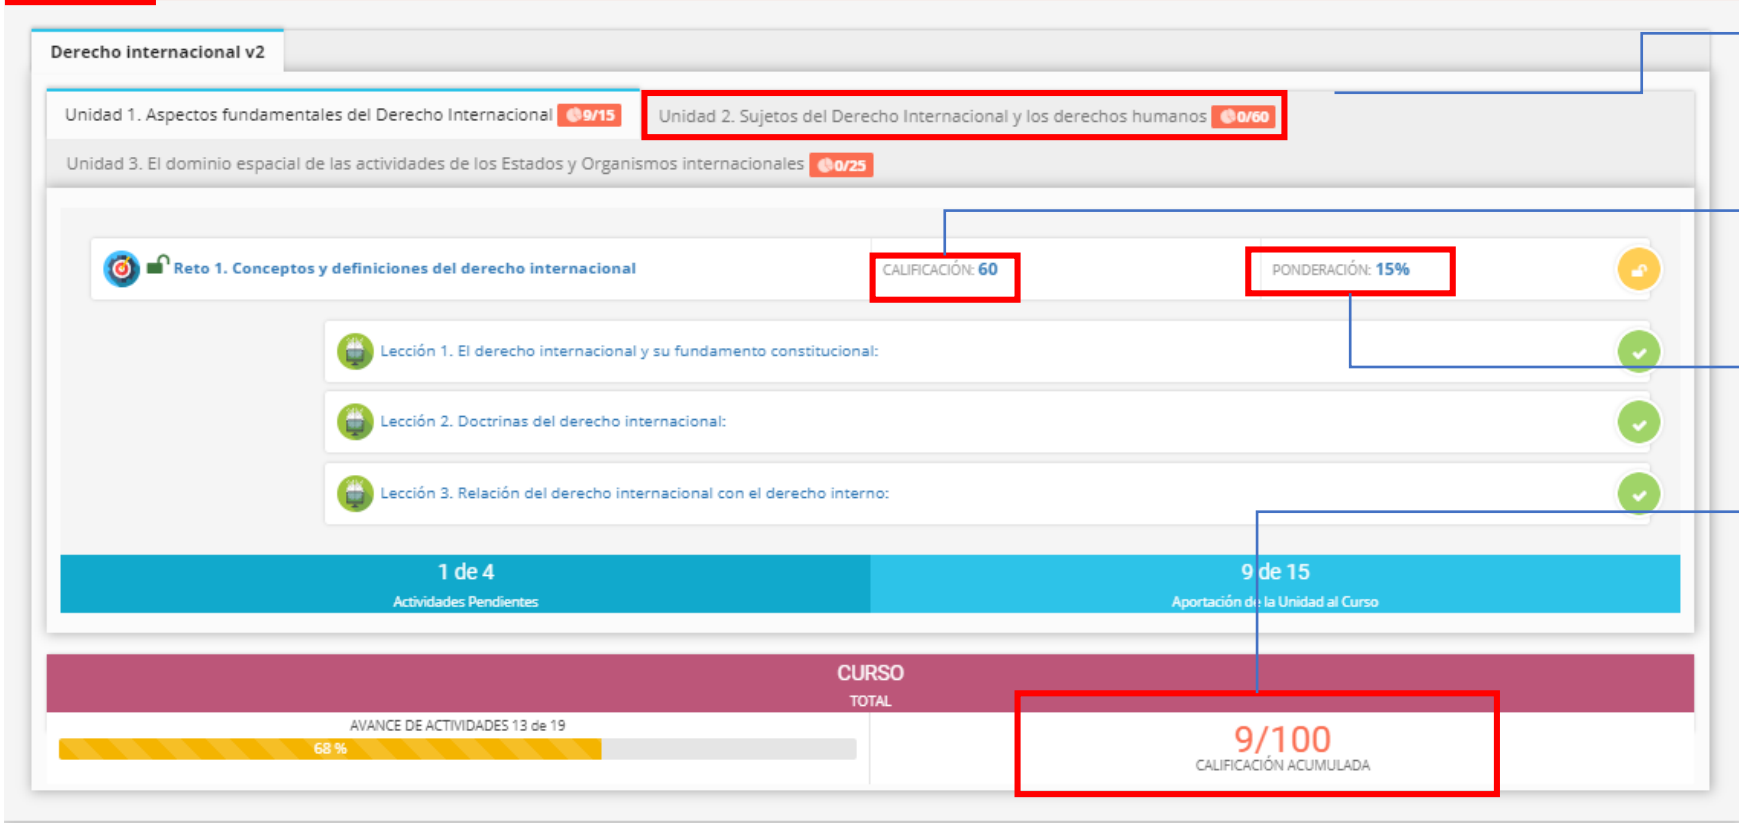 Derecho internacional v2
Unidad 1. Aspectos fundamentales del Derecho Internacional 9/15
Unidad 2. Sujetos del Derecho Internacional y los derechos humanos 0/60
Unidad 3. El dominio espacial de las actividades de los Estados y Organismos internacionales 0/25
Reto 1. Conceptos y definiciones del derecho internacional
CALIFICACIÓN: 60
PONDERACIÓN: 15%
Lección 1. El derecho internacional y su fundamento constitucional:
Lección 2. Doctrinas del derecho internacional:
Lección 3. Relación del derecho internacional con el derecho interno:
1 de 4
Actividades Pendientes
9 de 15
Aportación de la Unidad al Curso
CURSO
TOTAL
AVANCE DE ACTIVIDADES 13 de 19
68 %
9/100
CALIFICACIÓN ACUMULADA